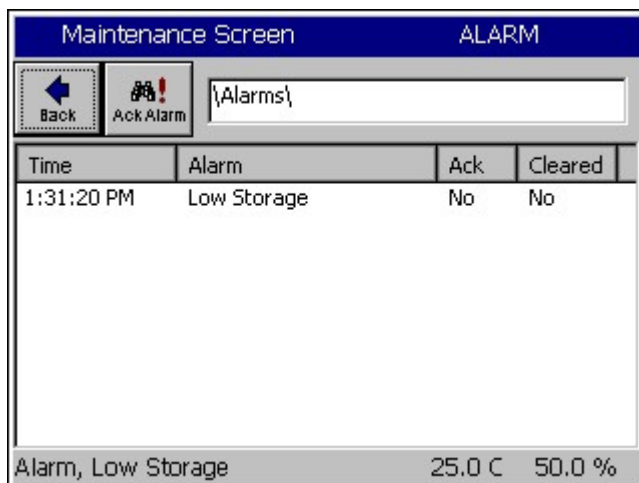 Maintenance Screen ALARM
Back Ack Alarm \Alarms\
Time Alarm Ack Cleared
1:31:20 PM Low Storage No No
Alarm, Low Storage 25.0 C 50.0 %